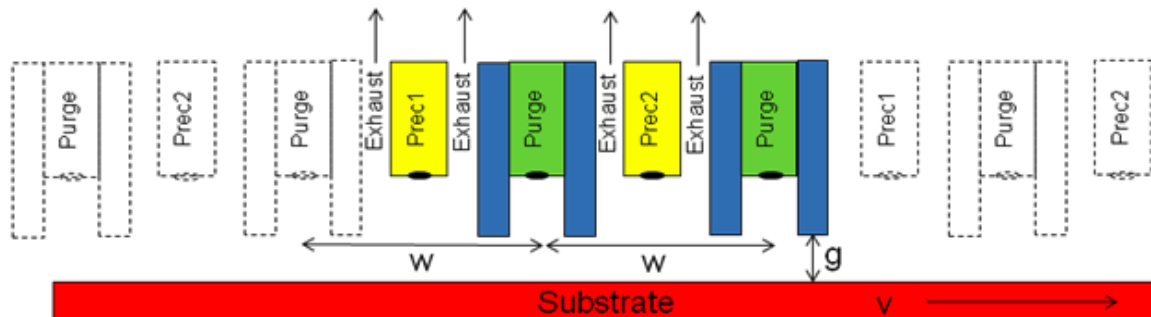 Purge
Prec2
Purge
Exhaust
Prec1
Exhaust
Purge
Exhaust
Prec2
Exhaust
Purge
Prec1
Purge
Prec2
w
w
g
Substrate
v